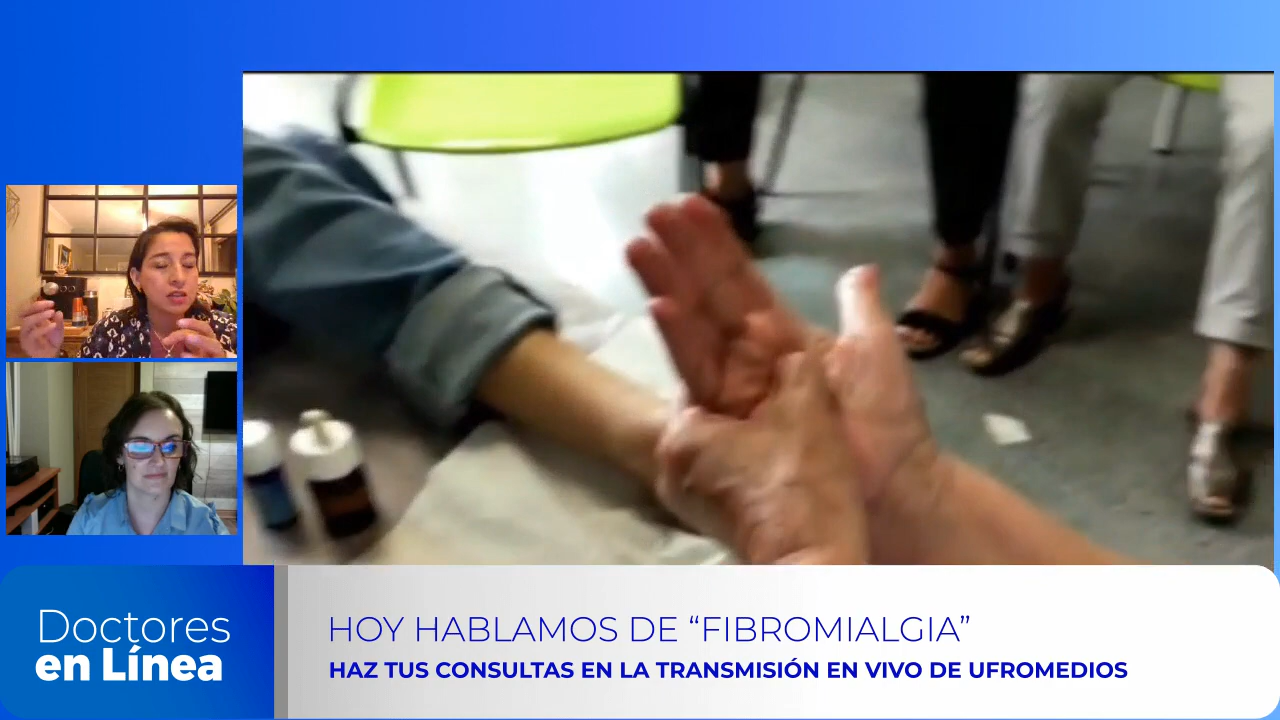 Doctores
en Línea
HOY HABLAMOS DE “FIBROMIALGIA”
HAZ TUS CONSULTAS EN LA TRANSMISIÓN EN VIVO DE UFROMEDIOS